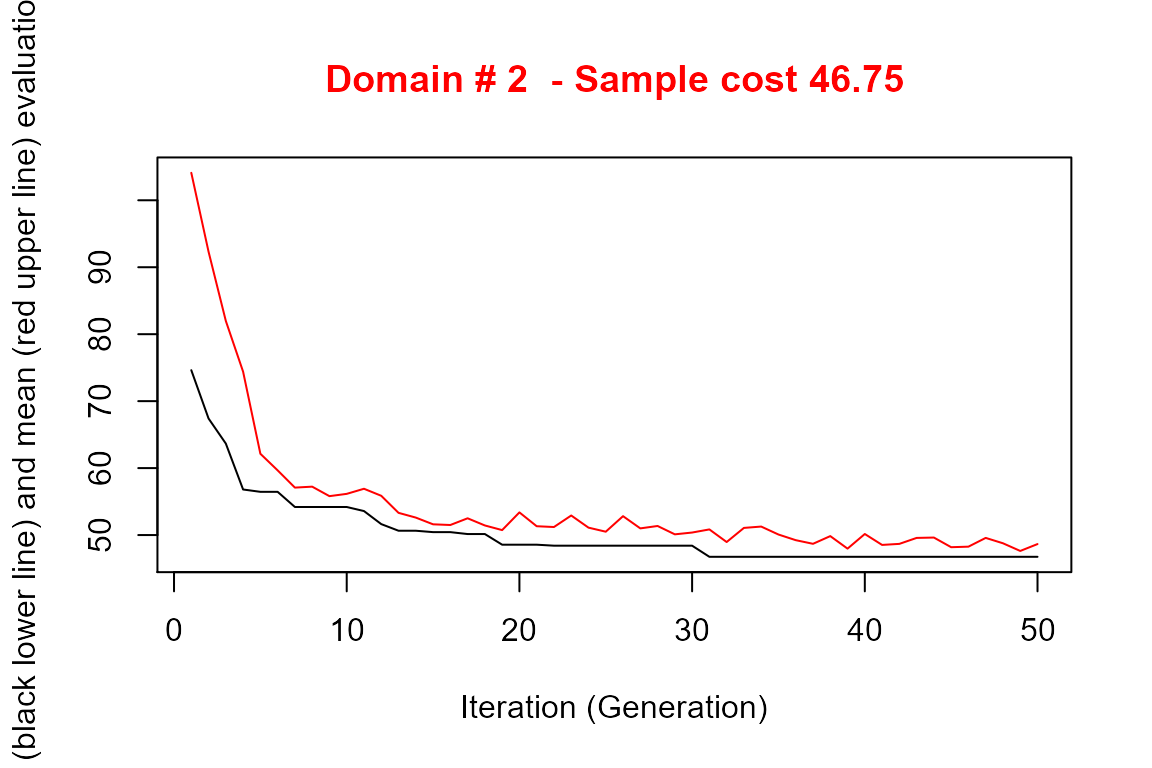 Domain # 2  - Sample cost 46.75
(black lower line) and mean (red upper line) evaluatio
90
80
70
60
50
0 10 20 30 40 50
Iteration (Generation)